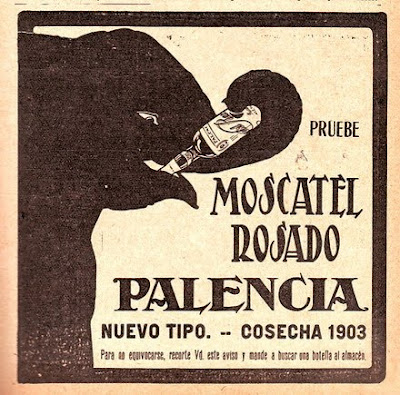 PRUEBE
MOSCATEL
ROSADO
PALENCIA
NUEVO TIPO. -- COSECHA 1903
Para no equivocarse, recorte Vd. este aviso y mande a buscar una botella al almacén.